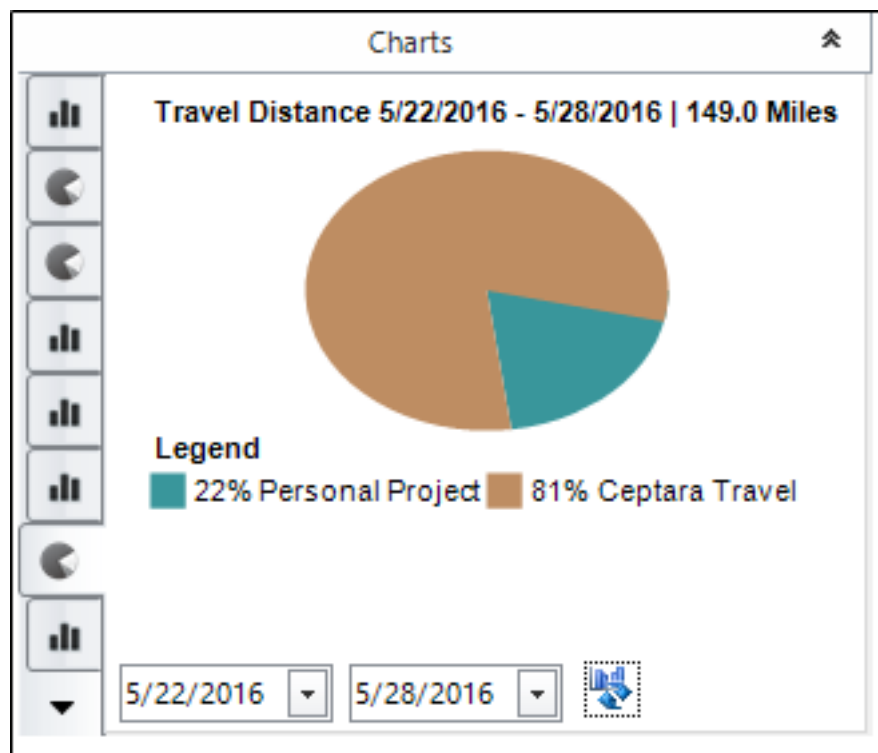 Charts
Travel Distance 5/22/2016 - 5/28/2016 | 149.0 Miles
Legend
22% Personal Project 81% Ceptara Travel
5/22/2016 5/28/2016